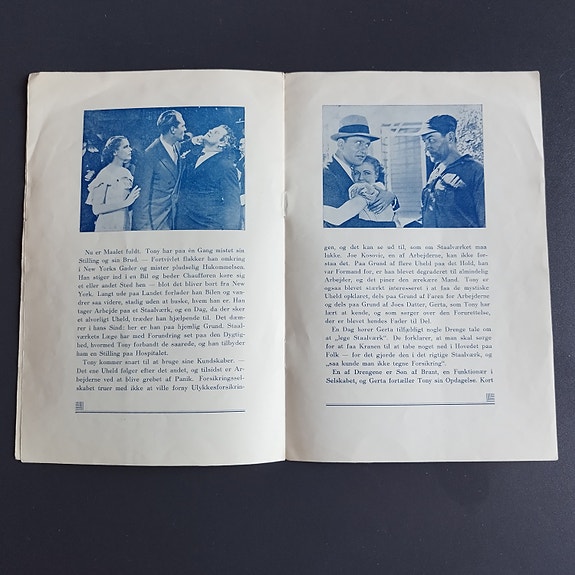 Nu er Maalet fuldt. Tony har paa én Gang mistet sin
Stilling og sin Brud. — Fortvivlet flakker han omkring
i New Yorks Gader og mister pludselig Hukommelsen.
Han stiger ind i en Bil og beder Chaufføren køre sig
et eller andet Sted hen — blot det bliver bort fra New
York. Langt ude paa Landet forlader han Bilen og van-
drer saa videre, stadig uden at huske, hvem han er. Han
tager Arbejde paa et Staalværk, og en Dag, da der sker
et alvorligt Uheld, træder han hjælpende til. Det dæm-
rer i hans Sind: her er han paa hjemlig Grund. Staal-
værkets Læge har med Forundring set paa den Dygtig-
hed, hvormed Tony forbandt de saarede, og han tilbyder
ham en Stilling paa Hospitalet.
Tony kommer snart til at bruge sine Kundskaber. —
Det ene Uheld følger efter det andet, og tilsidst er Ar-
bejderne ved at blive grebet af Panik. Forsikringssel-
skabet truer med ikke at ville forny Ulykkesforsikrin-
gen, og det kan se ud til, som om Staalværket maa
lukke. Joe Kosovic, en af Arbejderne, kan ikke for-
staa det. Paa Grund af flere Uheld paa det Hold, han
var Formand for, er han blevet degraderet til almindelig
Arbejder, og det piner den ærekære Mand. Tony er
ogsaa blevet stærkt interesseret i at faa de mystiske
Uheld opklaret, dels paa Grund af Faren for Arbejderne
og dels paa Grund af Joes Datter, Gerta, som Tony har
lært at kende, og som sørger over den Forurettelse,
der er blevet hendes Fader til Del.
En Dag hører Gerta tilfældigt nogle Drenge tale om
at „lege Staalværk“. De forklarer, at man skal sørge
for at faa Kranen til at tabe noget ned i Hovedet paa
Folk — for det gjorde den i det rigtige Staalværk, og
„saa kunde man ikke tegne Forsikring“.
En af Drengene er Søn af Brant, en Funktionær i
Selskabet, og Gerta fortæller Tony sin Opdagelse. Kort